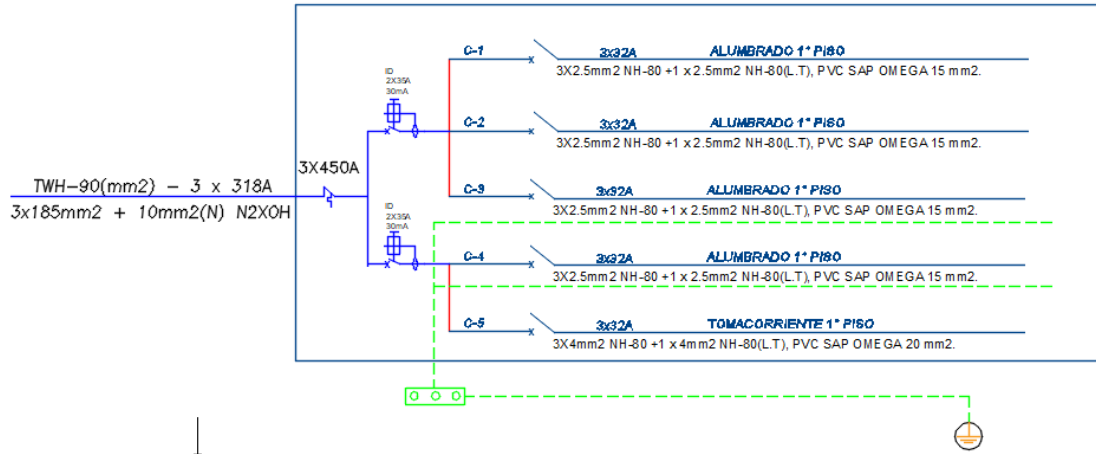 C-1 3x32A ALUMBRADO 1° PISO
3X2.5mm2 NH-80 +1 x 2.5mm2 NH-80(L.T), PVC SAP OMEGA 15 mm2.
ID
2X35A
30mA
C-2 3x32A ALUMBRADO 1° PISO
3X2.5mm2 NH-80 +1 x 2.5mm2 NH-80(L.T), PVC SAP OMEGA 15 mm2.
3X450A
TWH-90(mm2) - 3 x 318A
3x185mm2 + 10mm2(N) N2XOH
C-3 3x32A ALUMBRADO 1° PISO
3X2.5mm2 NH-80 +1 x 2.5mm2 NH-80(L.T), PVC SAP OMEGA 15 mm2.
ID
2X35A
30mA
C-4 3x32A ALUMBRADO 1° PISO
3X2.5mm2 NH-80 +1 x 2.5mm2 NH-80(L.T), PVC SAP OMEGA 15 mm2.
C-5 3x32A TOMACORRIENTE 1° PISO
3X4mm2 NH-80 +1 x 4mm2 NH-80(L.T), PVC SAP OMEGA 20 mm2.